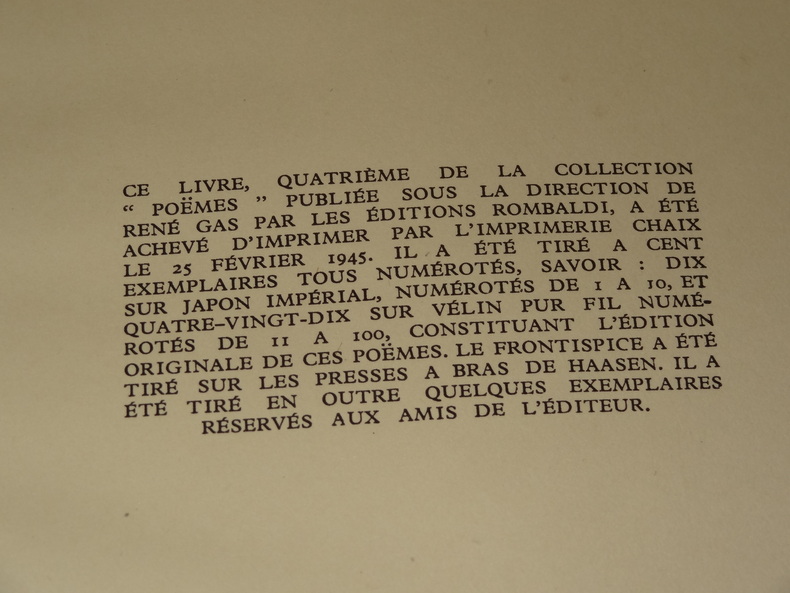 CE LIVRE, QUATRIÈME DE LA COLLECTION
“ POËMES ” PUBLIÉE SOUS LA DIRECTION DE
RENÉ GAS PAR LES ÉDITIONS ROMBALDI, A ÉTÉ
ACHEVÉ D'IMPRIMER PAR L'IMPRIMERIE CHAIX
LE 25 FÉVRIER 1945. IL A ÉTÉ TIRÉ A CENT
EXEMPLAIRES TOUS NUMÉROTÉS, SAVOIR : DIX
SUR JAPON IMPÉRIAL, NUMÉROTÉS DE 1 A 10, ET
QUATRE-VINGT-DIX SUR VÉLIN PUR FIL NUMÉ-
ROTÉS DE 11 A 100, CONSTITUANT L'ÉDITION
ORIGINALE DE CES POËMES. LE FRONTISPICE A ÉTÉ
TIRÉ SUR LES PRESSES A BRAS DE HAASEN. IL A
ÉTÉ TIRÉ EN OUTRE QUELQUES EXEMPLAIRES
RÉSERVÉS AUX AMIS DE L'ÉDITEUR.